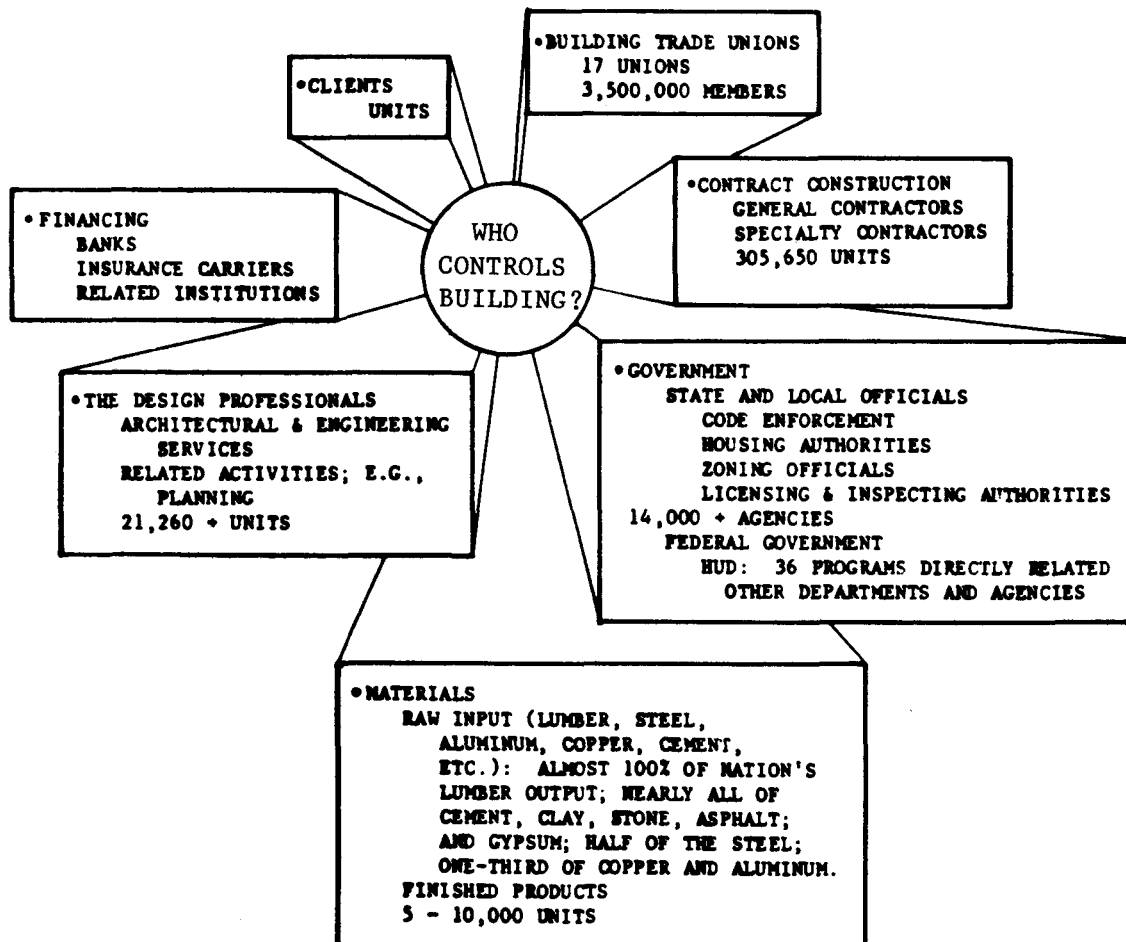 WHO
CONTROLS
BUILDING?
•CLIENTS
UNITS
•BUILDING TRADE UNIONS
17 UNIONS
3,500,000 MEMBERS
•FINANCING
BANKS
INSURANCE CARRIERS
RELATED INSTITUTIONS
•CONTRACT CONSTRUCTION
GENERAL CONTRACTORS
SPECIALTY CONTRACTORS
305,650 UNITS
•THE DESIGN PROFESSIONALS
ARCHITECTURAL & ENGINEERING
SERVICES
RELATED ACTIVITIES; E.G.,
PLANNING
21,260 + UNITS
•GOVERNMENT
STATE AND LOCAL OFFICIALS
CODE ENFORCEMENT
HOUSING AUTHORITIES
ZONING OFFICIALS
LICENSING & INSPECTING AUTHORITIES
14,000 + AGENCIES
FEDERAL GOVERNMENT
HUD: 36 PROGRAMS DIRECTLY RELATED
OTHER DEPARTMENTS AND AGENCIES
•MATERIALS
RAW INPUT (LUMBER, STEEL,
ALUMINUM, COPPER, CEMENT,
ETC.): ALMOST 100% OF NATION'S
LUMBER OUTPUT; NEARLY ALL OF
CEMENT, CLAY, STONE, ASPHALT;
AND GYPSUM; HALF OF THE STEEL;
ONE-THIRD OF COPPER AND ALUMINUM.
FINISHED PRODUCTS
5 - 10,000 UNITS